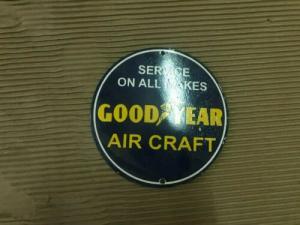 SERVICE
ON ALL MAKES
GOODYEAR
AIR CRAFT